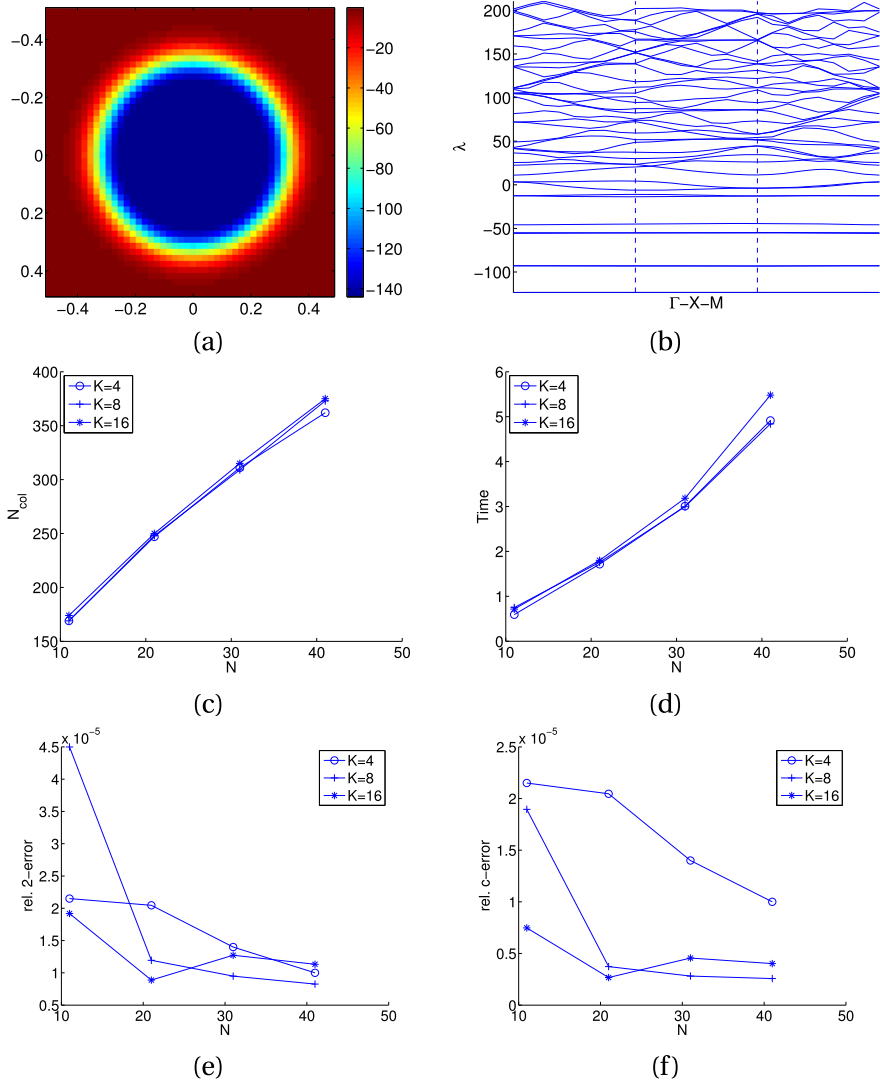 −0.4
−0.2
0
0.2
0.4
−0.4 −0.2 0 0.2 0.4
−20
−40
−60
−80
−100
−120
−140
(a)
200
150
100
50
0
−50
−100
λ
Γ−X−M
(b)
400
350
300
250
200
150
10 20 30 40 50
N_col
N
K=4
K=8
K=16
(c)
6
5
4
3
2
1
0
10 20 30 40 50
Time
N
K=4
K=8
K=16
(d)
x 10^−5
4.5
4
3.5
3
2.5
2
1.5
1
0.5
10 20 30 40 50
rel. 2−error
N
K=4
K=8
K=16
(e)
x 10^−5
2.5
2
1.5
1
0.5
0
10 20 30 40 50
rel. c−error
N
K=4
K=8
K=16
(f)